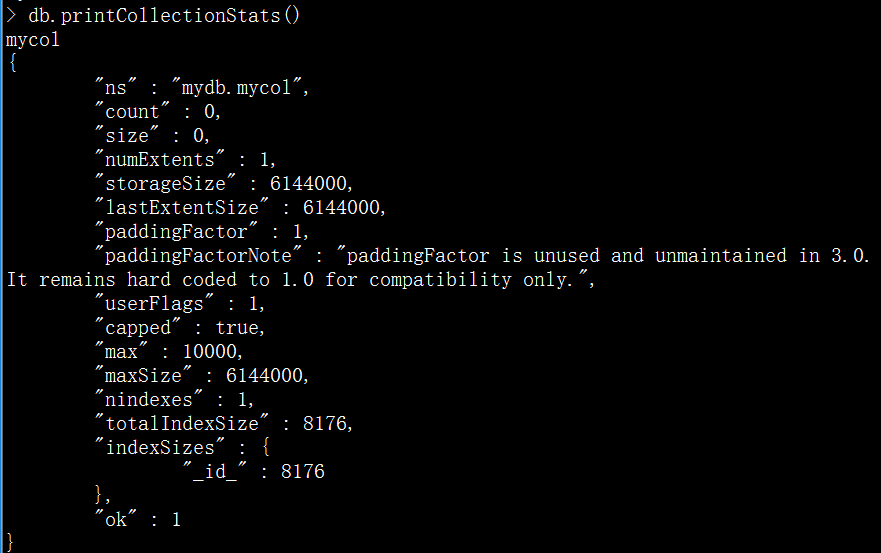 > db.printCollectionStats()
mycol
{
        "ns" : "mydb.mycol",
        "count" : 0,
        "size" : 0,
        "numExtents" : 1,
        "storageSize" : 6144000,
        "lastExtentSize" : 6144000,
        "paddingFactor" : 1,
        "paddingFactorNote" : "paddingFactor is unused and unmaintained in 3.0.
It remains hard coded to 1.0 for compatibility only.",
        "userFlags" : 1,
        "capped" : true,
        "max" : 10000,
        "maxSize" : 6144000,
        "nindexes" : 1,
        "totalIndexSize" : 8176,
        "indexSizes" : {
                "_id_" : 8176
        },
        "ok" : 1
}